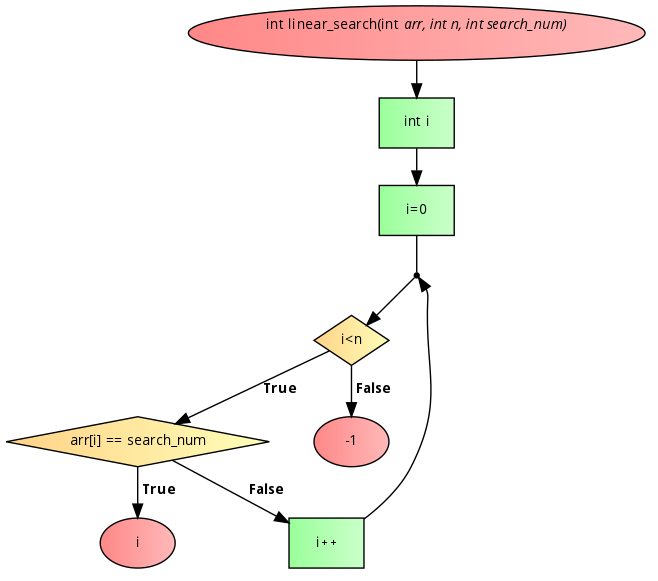 int linear_search(int arr, int n, int search_num)
int i
i=0
i<n
True
False
arr[i] == search_num
-1
True
False
i
i++